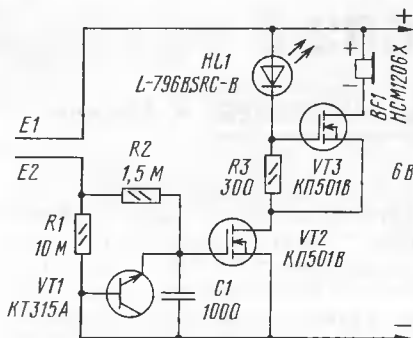 HL1
L-796BSRC-B
BF1
HCM1206X
E1
E2
R2
1,5 М
R1
10 М
R3
300
VT3
КП501В
6 В
VT2
КП501В
VT1
КТ315А
C1
1000
+
+
−
−